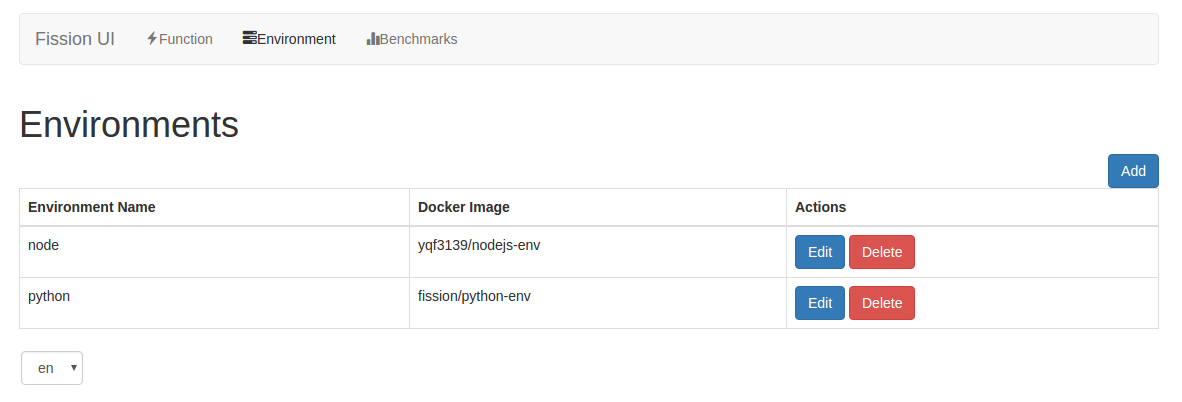 Fission UI Function Environment Benchmarks
Environments
Add
Environment Name Docker Image Actions
node yqf3139/nodejs-env Edit Delete
python fission/python-env Edit Delete
en